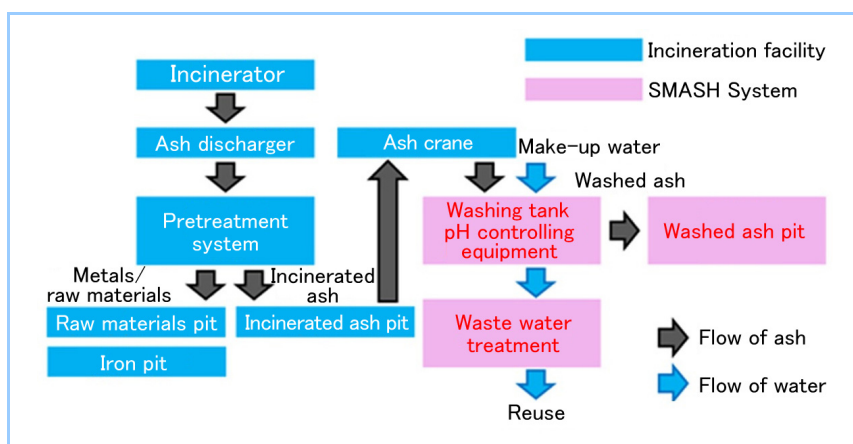 Incineration facility
SMASH System
Incinerator
Ash discharger
Ash crane
Make-up water
Washed ash
Pretreatment
system
Washing tank
pH controlling
equipment
Washed ash pit
Metals/
raw materials
Incinerated
ash
Raw materials pit
Incinerated ash pit
Iron pit
Waste water
treatment
Reuse
Flow of ash
Flow of water